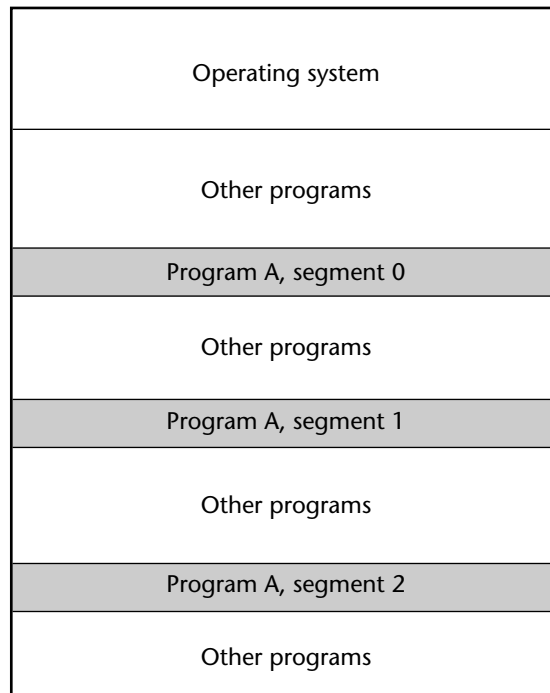 Operating system
Other programs
Program A, segment 0
Other programs
Program A, segment 1
Other programs
Program A, segment 2
Other programs